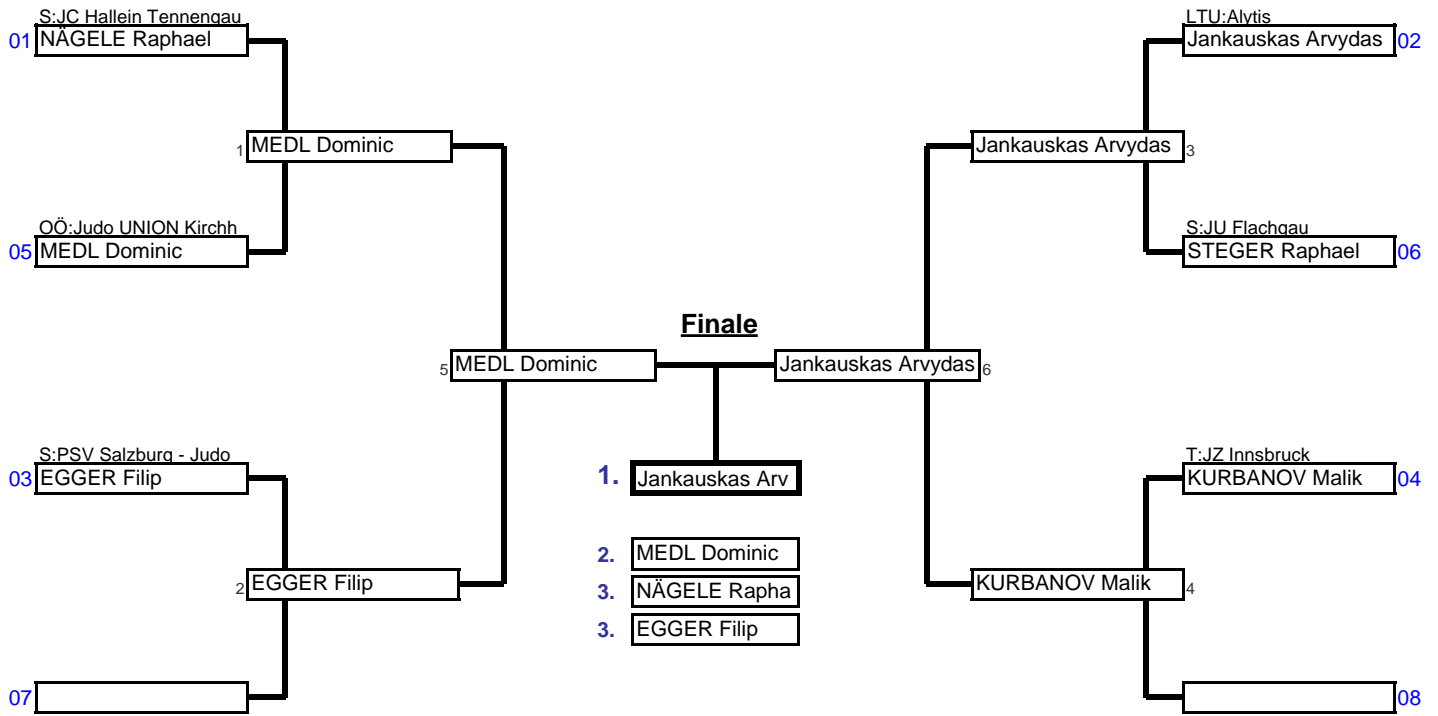 S:JC Hallein Tennengau
01 NÄGELE Raphael
LTU:Alytis
Jankauskas Arvydas 02
1 MEDL Dominic
Jankauskas Arvydas 3
OÖ:Judo UNION Kirchh
05 MEDL Dominic
S:JU Flachgau
STEGER Raphael 06
Finale
5 MEDL Dominic
Jankauskas Arvydas 6
S:PSV Salzburg - Judo
03 EGGER Filip
1. Jankauskas Arv
T:JZ Innsbruck
KURBANOV Malik 04
2. MEDL Dominic
2 EGGER Filip
3. NÄGELE Rapha
KURBANOV Malik 4
3. EGGER Filip
07
08